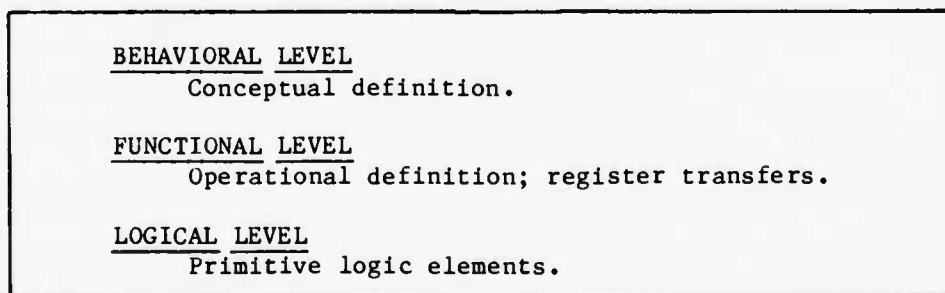 BEHAVIORAL LEVEL
Conceptual definition.
FUNCTIONAL LEVEL
Operational definition; register transfers.
LOGICAL LEVEL
Primitive logic elements.